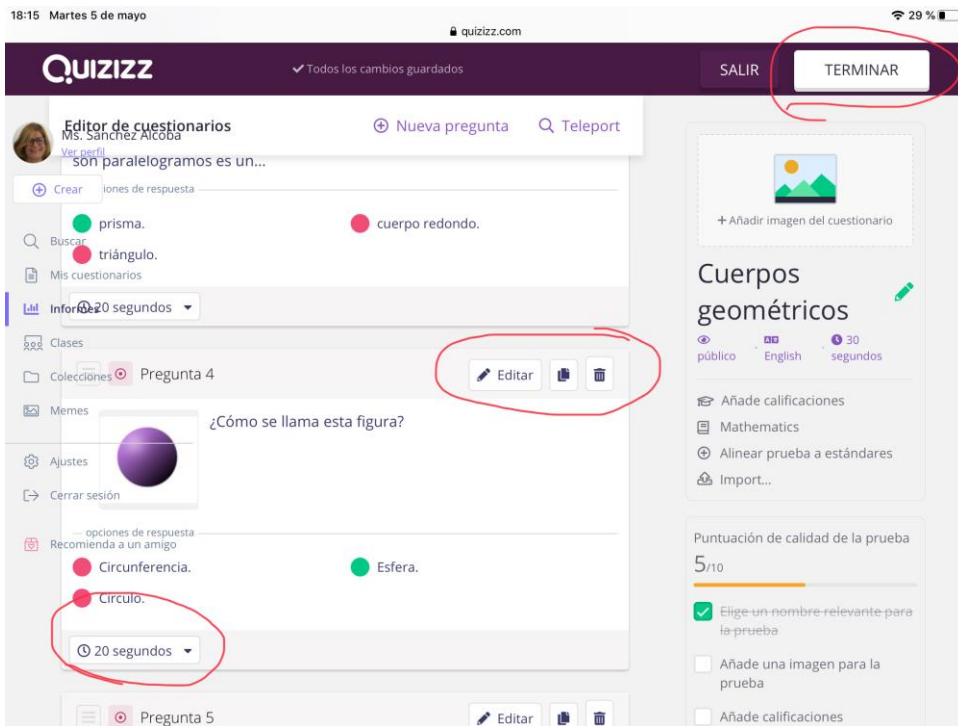 18:15 Martes 5 de mayo
29 %
quizizz.com
QUIZIZZ
Todos los cambios guardados
SALIR
TERMINAR
Editor de cuestionarios
Nueva pregunta
Teleport
Ms. Sánchez Alcoba
Ver perfil
son paralelogramos es un...
Crear
iones de respuesta
prisma.
cuerpo redondo.
triángulo.
Buscar
Mis cuestionarios
Informes
20 segundos
Clases
Colecciones
Pregunta 4
Editar
Memes
¿Cómo se llama esta figura?
Ajustes
Cerrar sesión
opciones de respuesta
Recomienda a un amigo
Circunferencia.
Esfera.
Círculo.
20 segundos
Pregunta 5
Editar
+ Añadir imagen del cuestionario
Cuerpos
geométricos
público
English
30
segundos
Añade calificaciones
Mathematics
Alinear prueba a estándares
Import...
Puntuación de calidad de la prueba
5/10
Elige un nombre relevante para
la prueba
Añade una imagen para la
prueba
Añade calificaciones